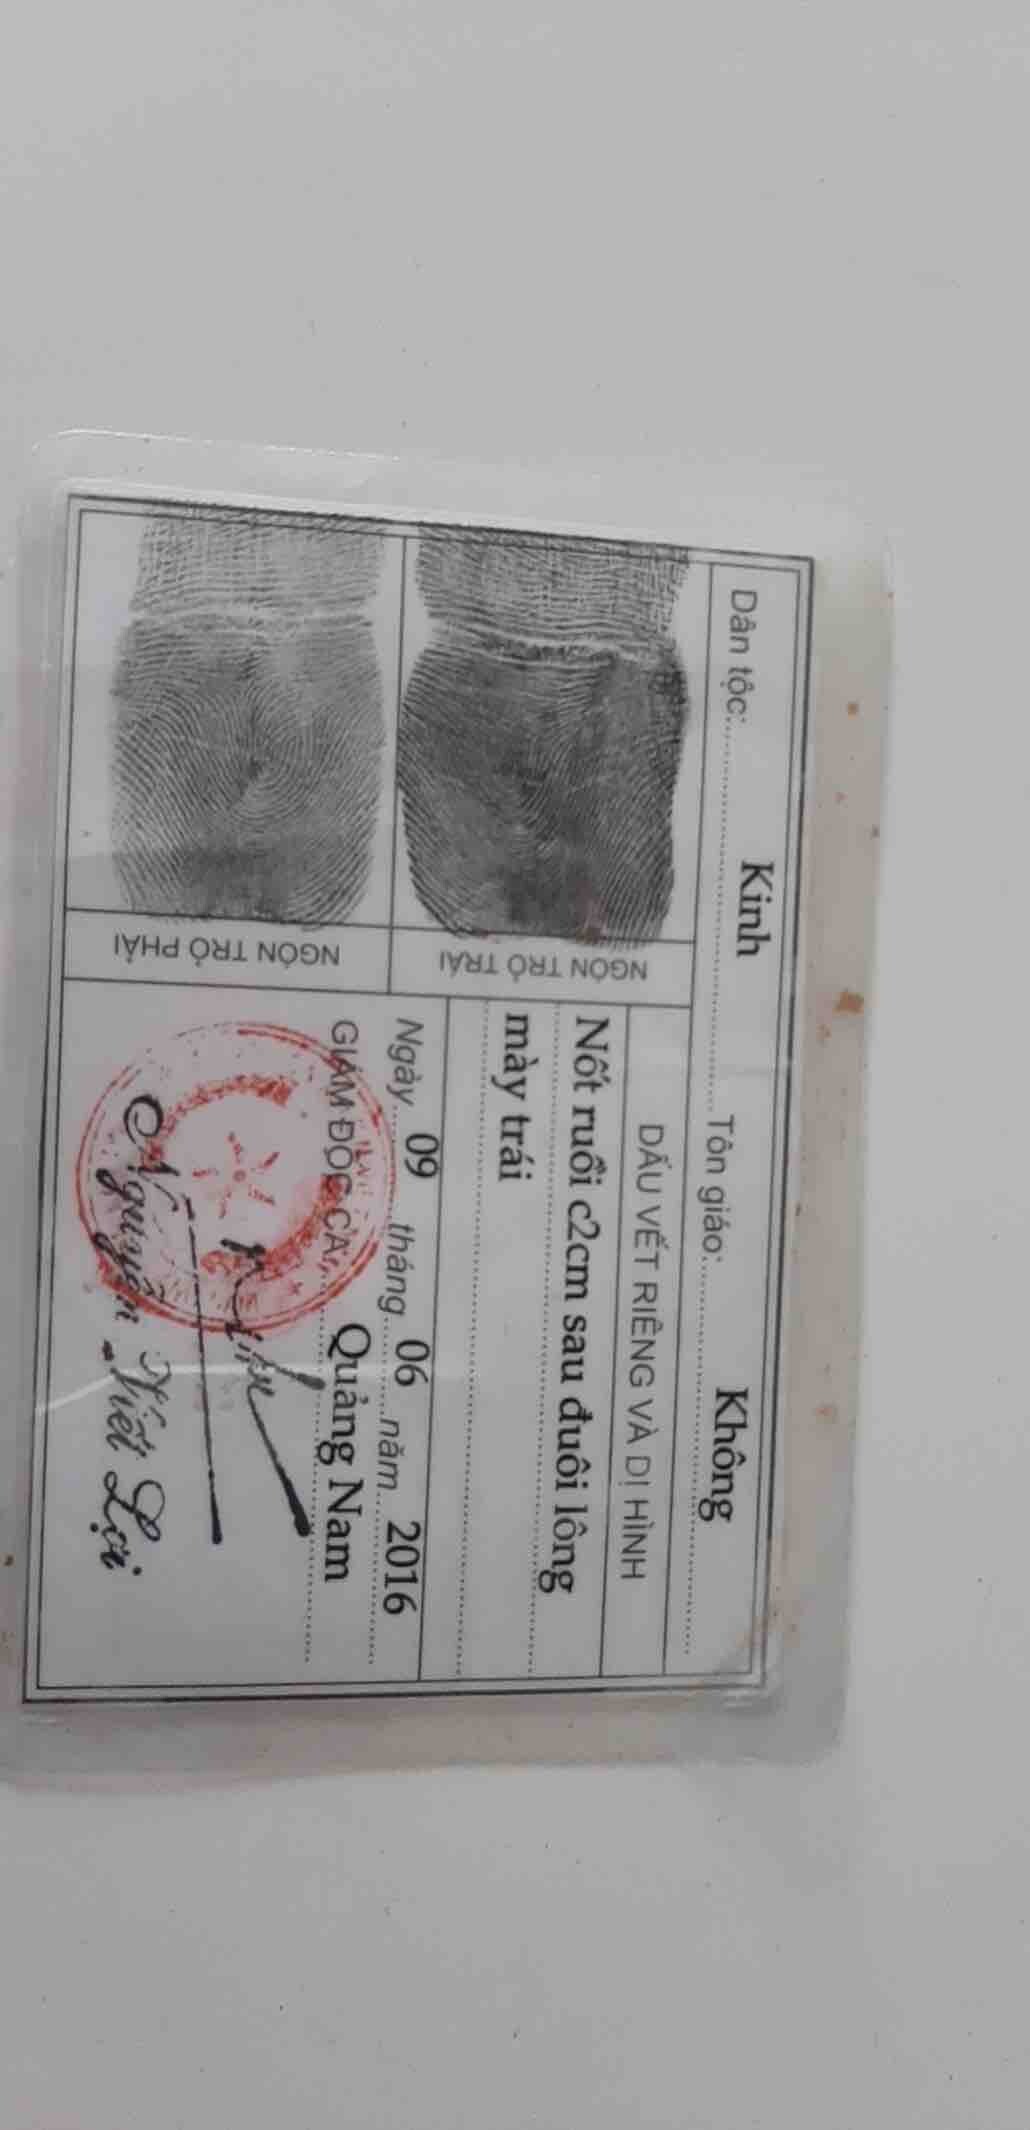 Dân tộc: Kinh Tôn giáo: Không
NGÓN TRỎ TRÁI
NGÓN TRỎ PHẢI
DẤU VẾT RIÊNG VÀ DỊ HÌNH
Nốt ruồi c2cm sau đuôi lông
mày trái
Ngày 09 tháng 06 năm 2016
GIÁM ĐỐC CA Quảng Nam
Nguyễn Viết Lợi